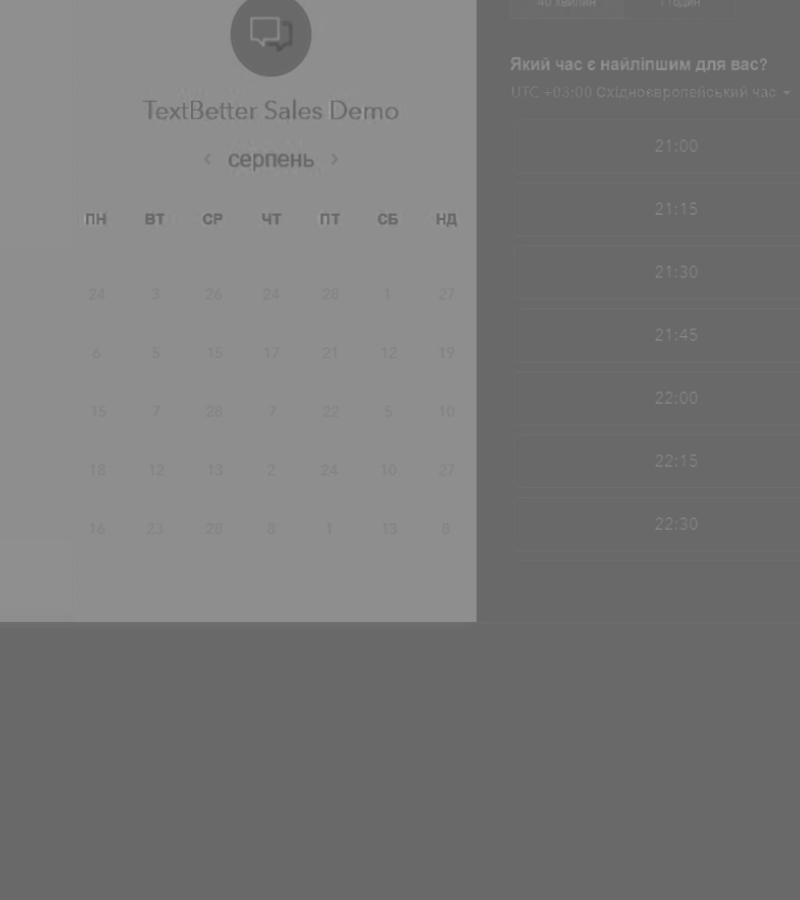 TextBetter Sales Demo
‹ серпень ›
ПН ВТ СР ЧТ ПТ СБ НД
24 3 26 24 28 1 27
6 5 15 17 21 12 19
15 7 28 7 22 5 10
18 12 13 2 24 10 27
16 23 28 8 1 13 8
40 хвилин 1 годин
Який час є найліпшим для вас?
UTC +03:00 Східноєвропейський час
21:00
21:15
21:30
21:45
22:00
22:15
22:30